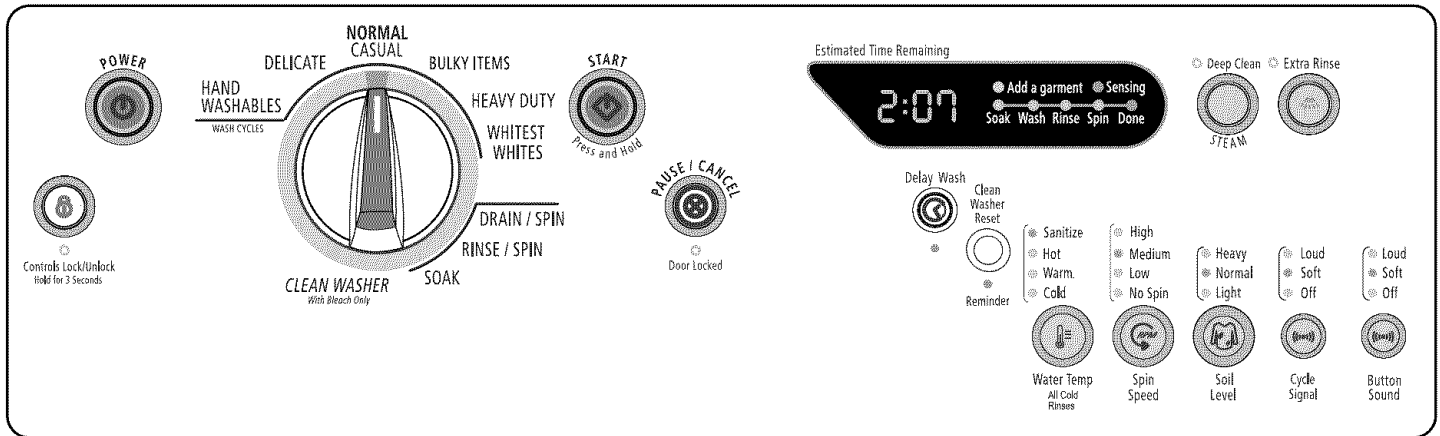 POWER
Controls Lock/Unlock
Hold for 3 Seconds
HAND
WASHABLES
WASH CYCLES
DELICATE
NORMAL
CASUAL
BULKY ITEMS
HEAVY DUTY
WHITEST
WHITES
DRAIN / SPIN
RINSE / SPIN
SOAK
CLEAN WASHER
With Bleach Only
START
Press and Hold
PAUSE / CANCEL
Door Locked
Estimated Time Remaining
2:07
Add a garment Sensing
Soak Wash Rinse Spin Done
Deep Clean
STEAM
Extra Rinse
Delay Wash
Clean
Washer
Reset
Reminder
Sanitize
Hot
Warm.
Cold
Water Temp
All Cold
Rinses
High
Medium
Low
No Spin
RPM
Spin
Speed
Heavy
Normal
Light
Soil
Level
Loud
Soft
Off
Cycle
Signal
Loud
Soft
Off
Button
Sound